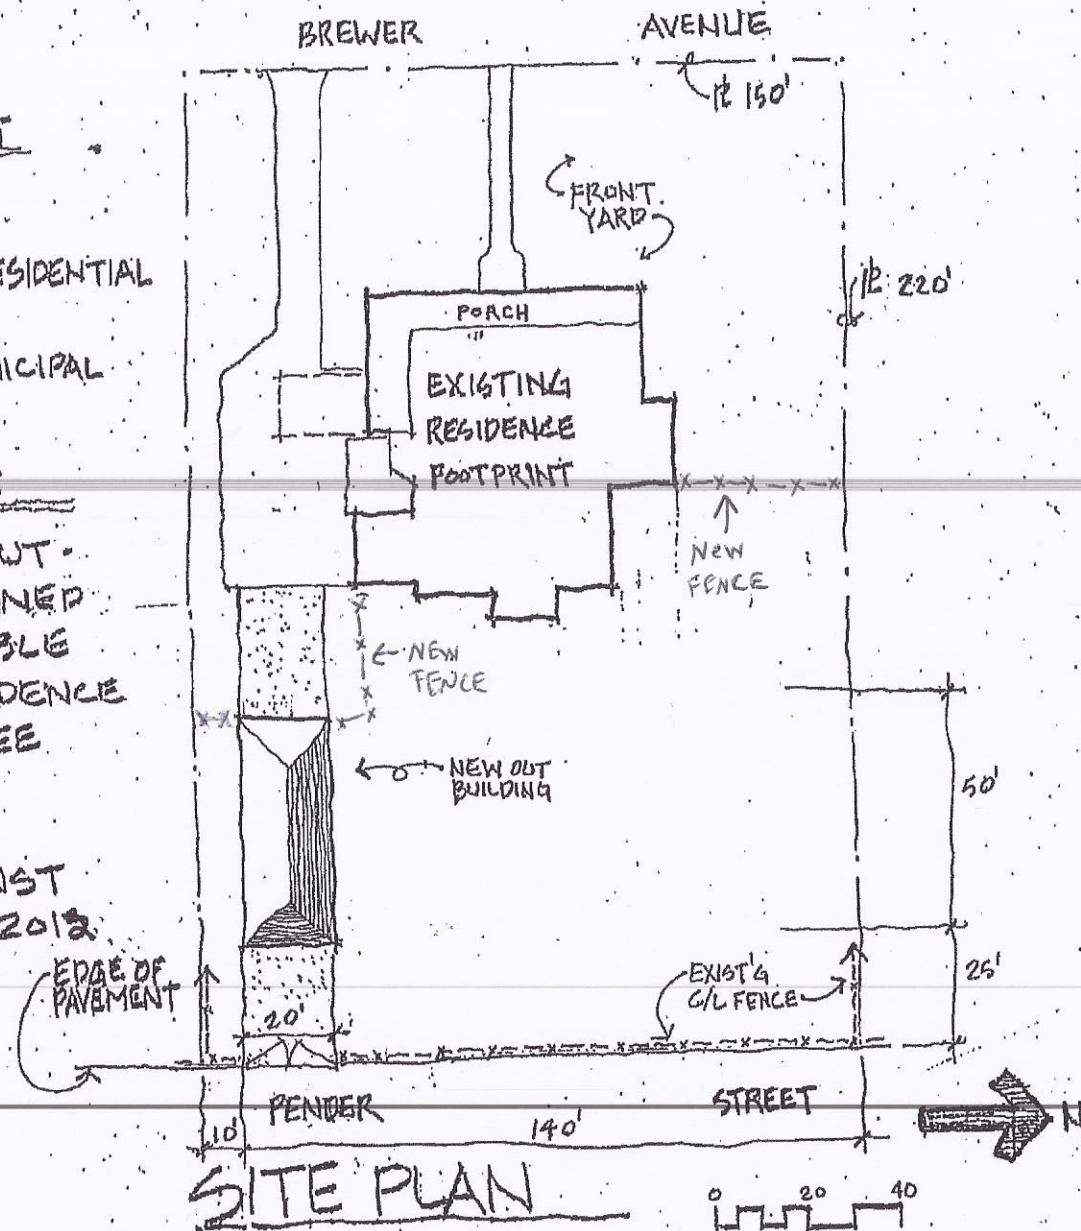 BREWER AVENUE
PL 150'
FRONT
YARD
ESIDENTIAL
PL 220'
PORCH
ICIPAL
EXISTING
RESIDENCE
FOOTPRINT
NEW
FENCE
NED
BLE
DENCE
EE
NEW
FENCE
NEW OUT
BUILDING
50'
2012
EDGE OF
PAVEMENT
EXIST'G
C/L FENCE
25'
20'
PENDER STREET
N
10' 140'
SITE PLAN
0 20 40